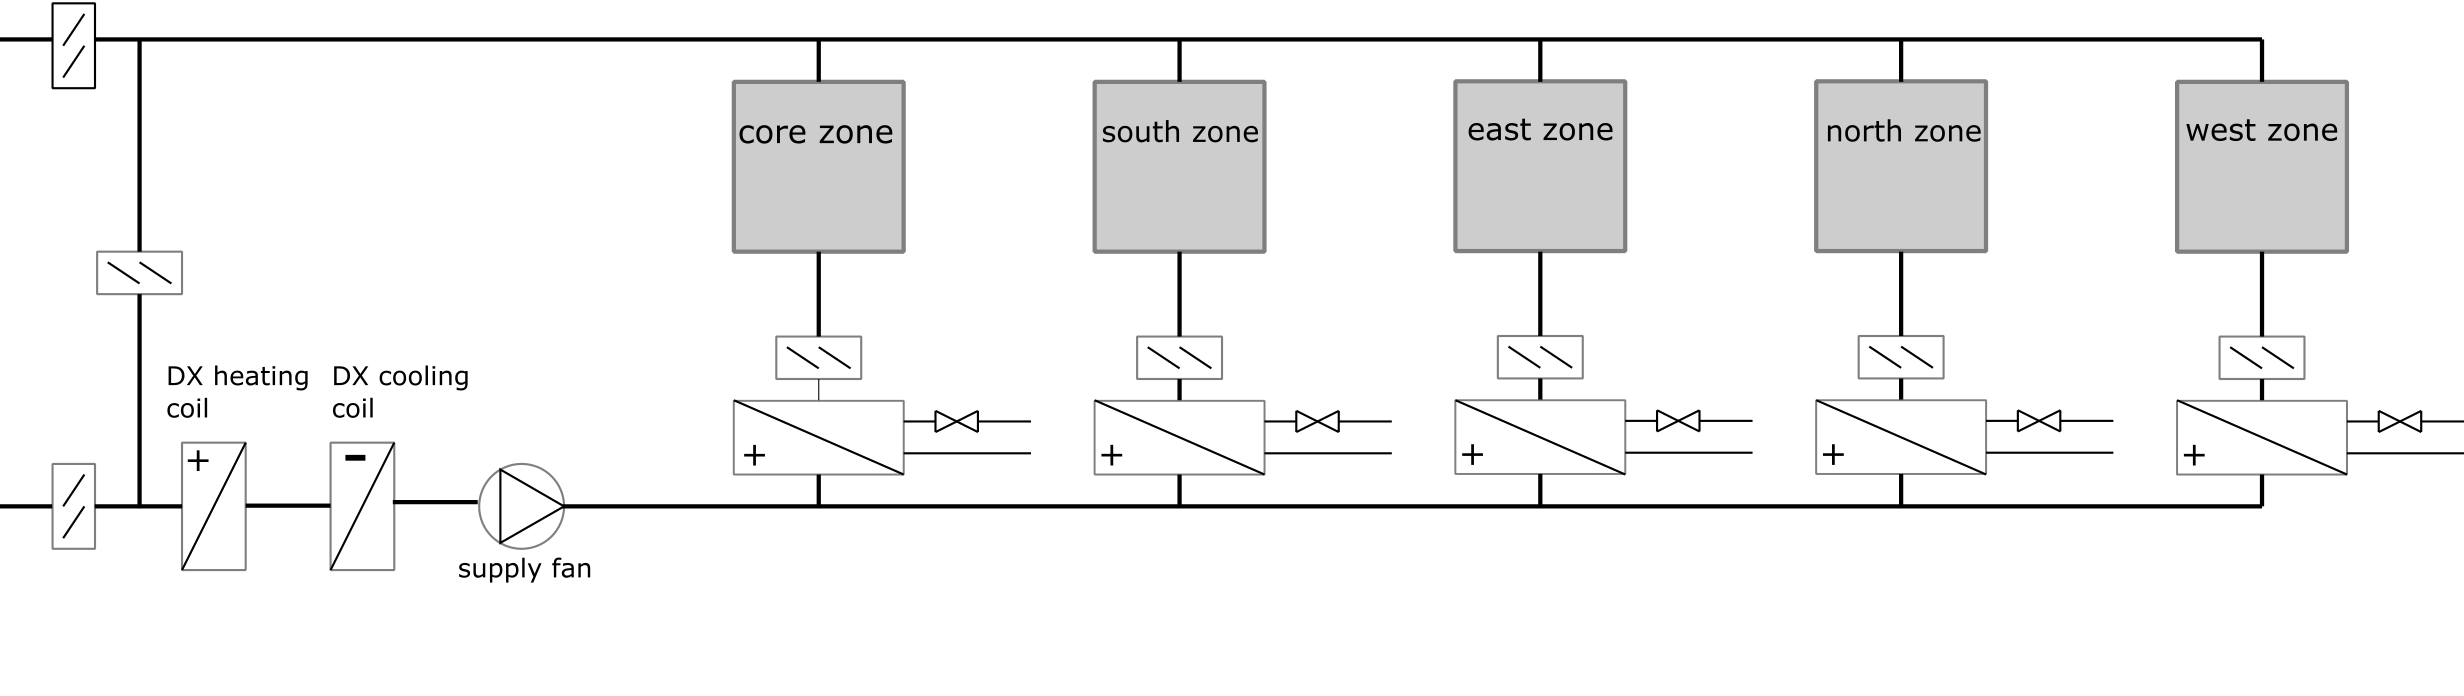 core zone
south zone
east zone
north zone
west zone
DX heating
coil
DX cooling
coil
+
-
+
+
+
+
+
supply fan